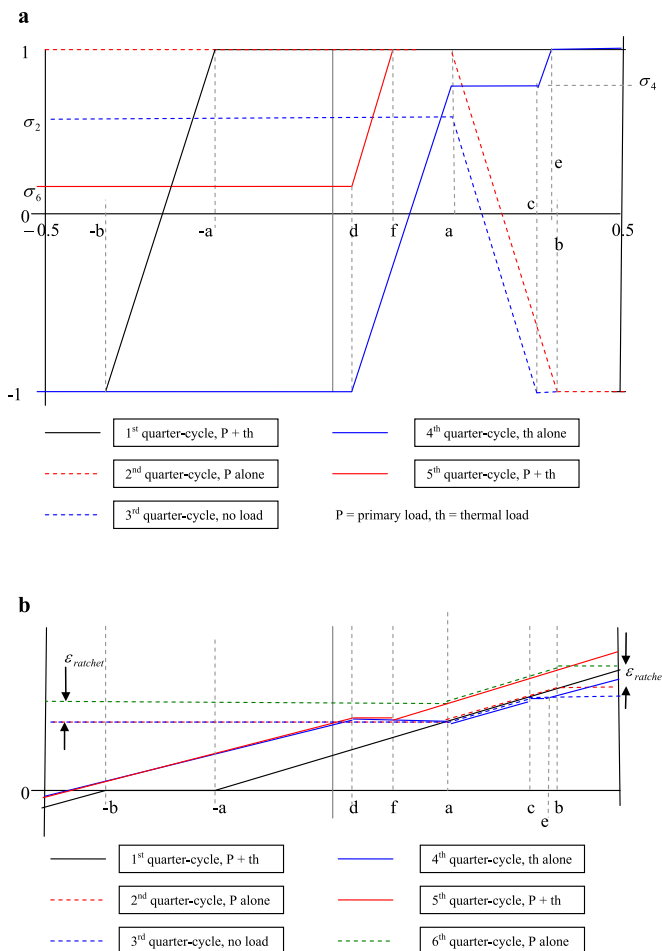 a
1
σ4
σ2
e
σ6
c
0
−0.5
-b
-a
d
f
a
b
0.5
-1
1st quarter-cycle, P + th
4th quarter-cycle, th alone
2nd quarter-cycle, P alone
5th quarter-cycle, P + th
3rd quarter-cycle, no load
P = primary load, th = thermal load
b
εratchet
εratche
0
-b
-a
d
f
a
c
b
e
1st quarter-cycle, P + th
4th quarter-cycle, th alone
2nd quarter-cycle, P alone
5th quarter-cycle, P + th
3rd quarter-cycle, no load
6th quarter-cycle, P alone